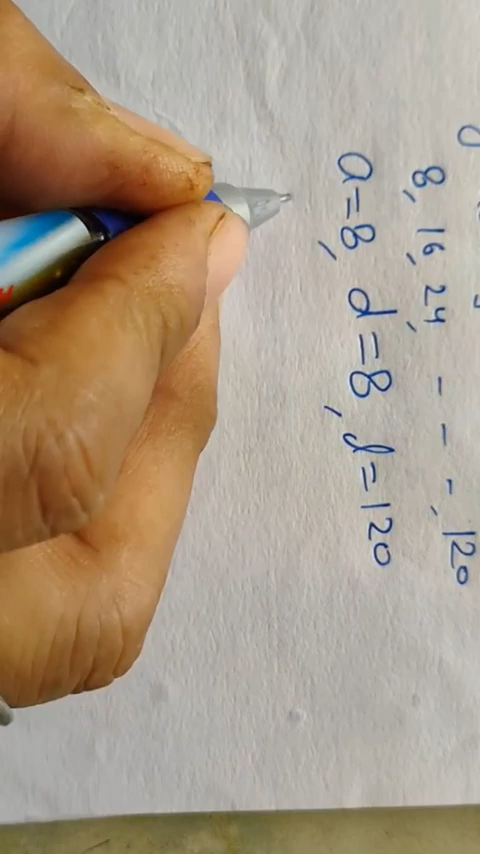 8, 16, 24, - - -, 120
a=8, d=8, l=120